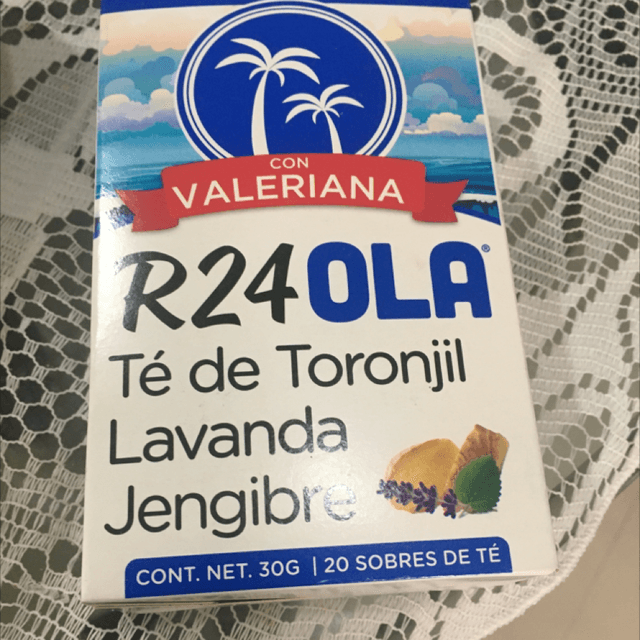 CON
VALERIANA
R24OLA®
Té de Toronjil
Lavanda
Jengibre
CONT. NET. 30G | 20 SOBRES DE TÉ